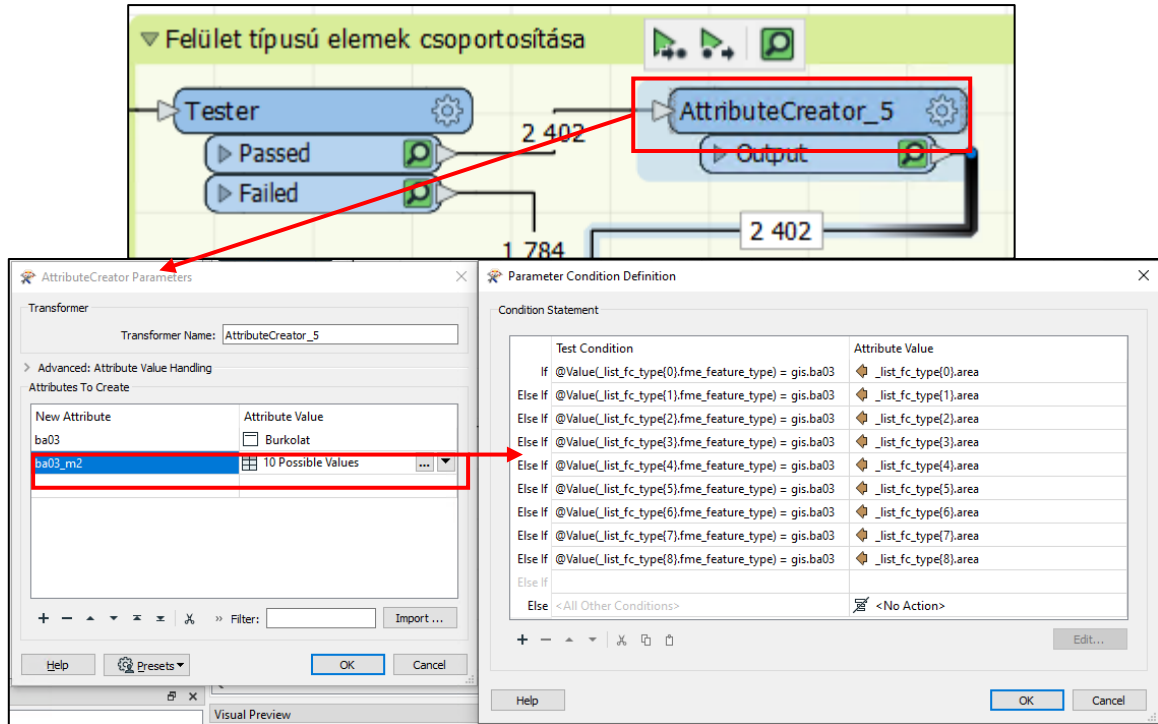 Felület típusú elemek csoportosítása
Tester
AttributeCreator_5
2 402
Passed
Output
Failed
2 402
1 784
AttributeCreator Parameters
Transformer
Transformer Name: AttributeCreator_5
> Advanced: Attribute Value Handling
Attributes To Create
New Attribute Attribute Value
ba03 Burkolat
ba03_m2 10 Possible Values ...
+ − » Filter: Import ...
Help Presets OK Cancel
Visual Preview
Parameter Condition Definition
Condition Statement
Test Condition Attribute Value
If @Value(_list_fc_type{0}.fme_feature_type) = gis.ba03 _list_fc_type{0}.area
Else If @Value(_list_fc_type{1}.fme_feature_type) = gis.ba03 _list_fc_type{1}.area
Else If @Value(_list_fc_type{2}.fme_feature_type) = gis.ba03 _list_fc_type{2}.area
Else If @Value(_list_fc_type{3}.fme_feature_type) = gis.ba03 _list_fc_type{3}.area
Else If @Value(_list_fc_type{4}.fme_feature_type) = gis.ba03 _list_fc_type{4}.area
Else If @Value(_list_fc_type{5}.fme_feature_type) = gis.ba03 _list_fc_type{5}.area
Else If @Value(_list_fc_type{6}.fme_feature_type) = gis.ba03 _list_fc_type{6}.area
Else If @Value(_list_fc_type{7}.fme_feature_type) = gis.ba03 _list_fc_type{7}.area
Else If @Value(_list_fc_type{8}.fme_feature_type) = gis.ba03 _list_fc_type{8}.area
Else If
Else <All Other Conditions> <No Action>
+ − Edit...
Help OK Cancel